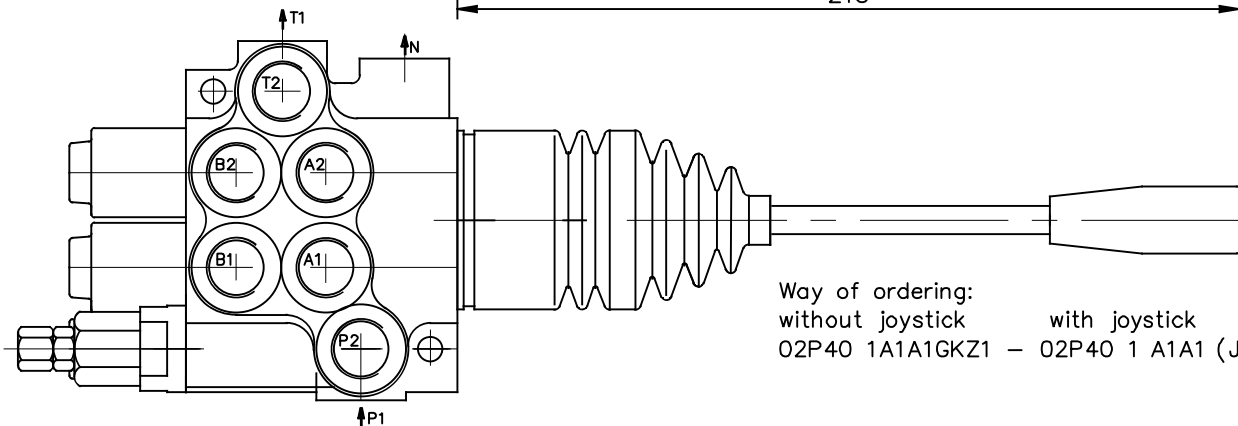 T1
N
T2
B2
A2
B1
A1
P2
P1
Way of ordering:
without joystick with joystick
02P40 1A1A1GKZ1 – 02P40 1 A1A1 (J